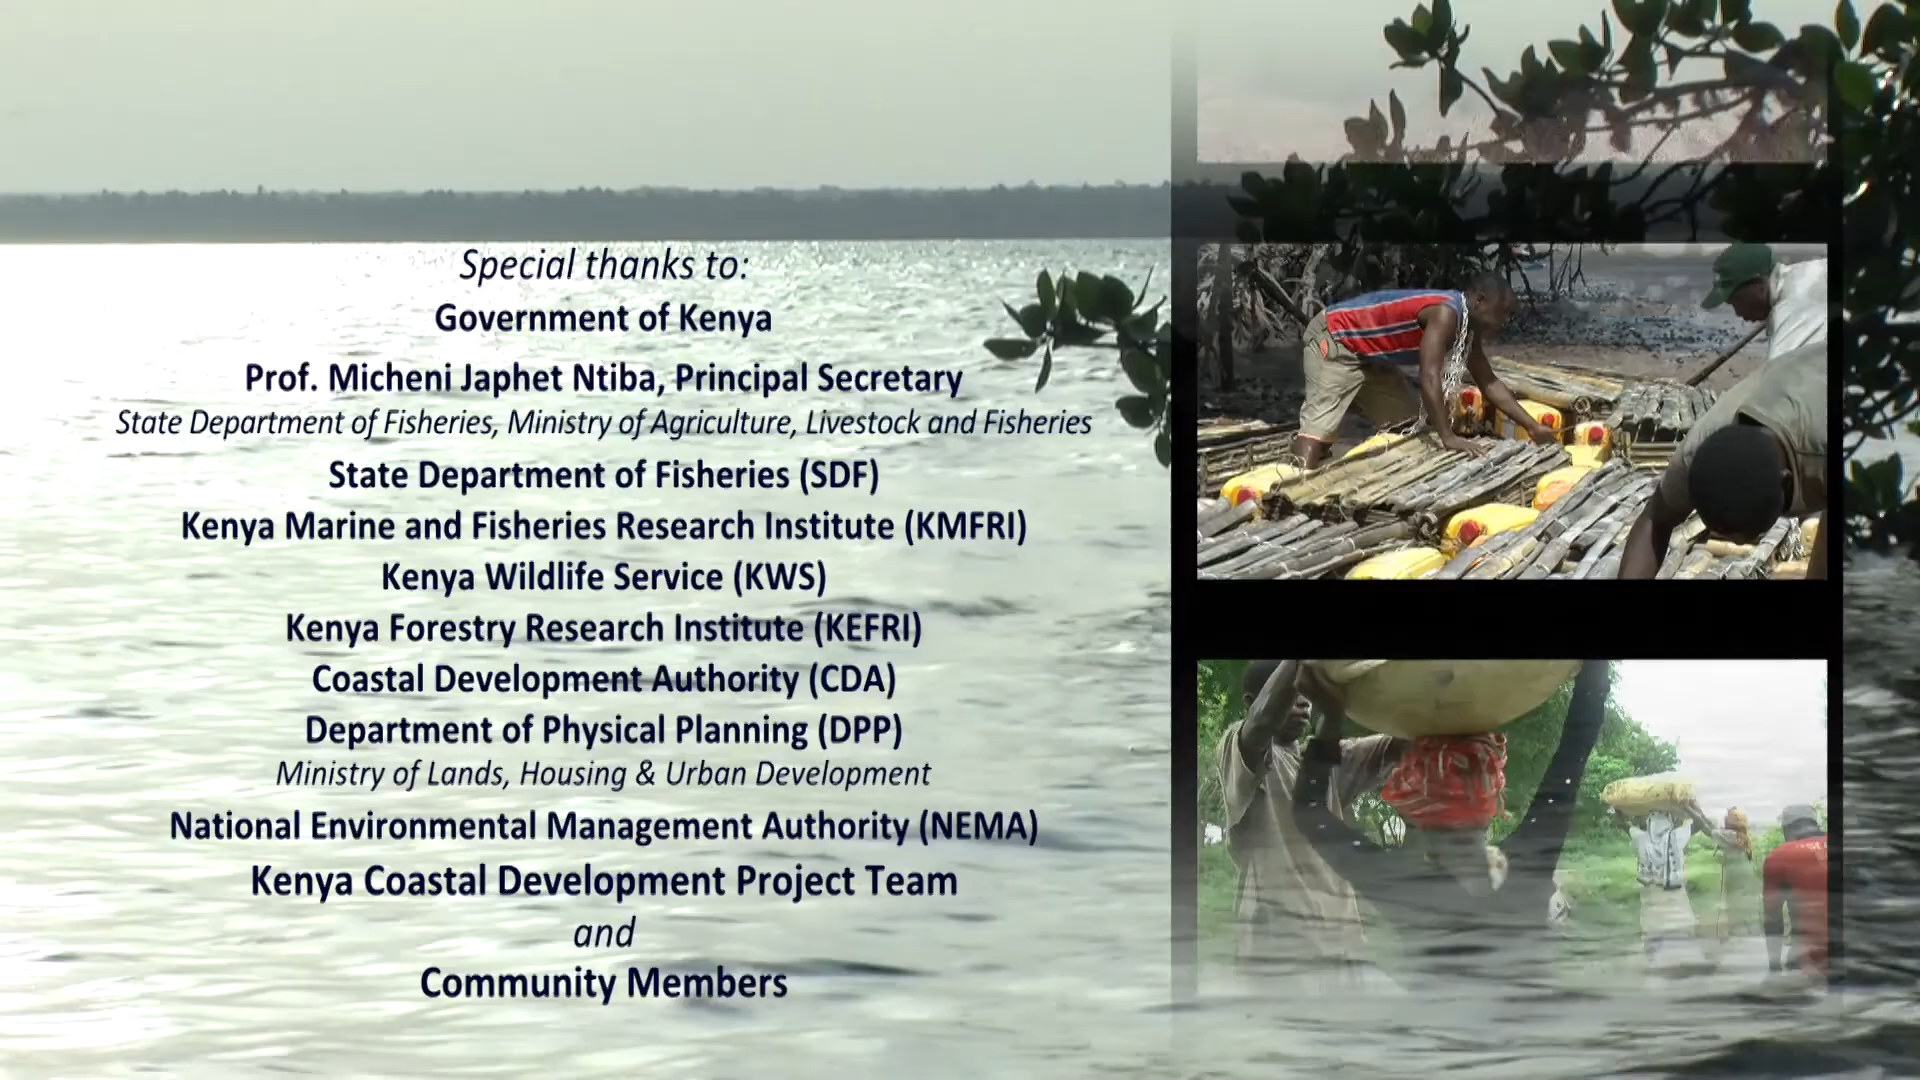 Special thanks to:
Government of Kenya
Prof. Micheni Japhet Ntiba, Principal Secretary
State Department of Fisheries, Ministry of Agriculture, Livestock and Fisheries
State Department of Fisheries (SDF)
Kenya Marine and Fisheries Research Institute (KMFRI)
Kenya Wildlife Service (KWS)
Kenya Forestry Research Institute (KEFRI)
Coastal Development Authority (CDA)
Department of Physical Planning (DPP)
Ministry of Lands, Housing & Urban Development
National Environmental Management Authority (NEMA)
Kenya Coastal Development Project Team
and
Community Members